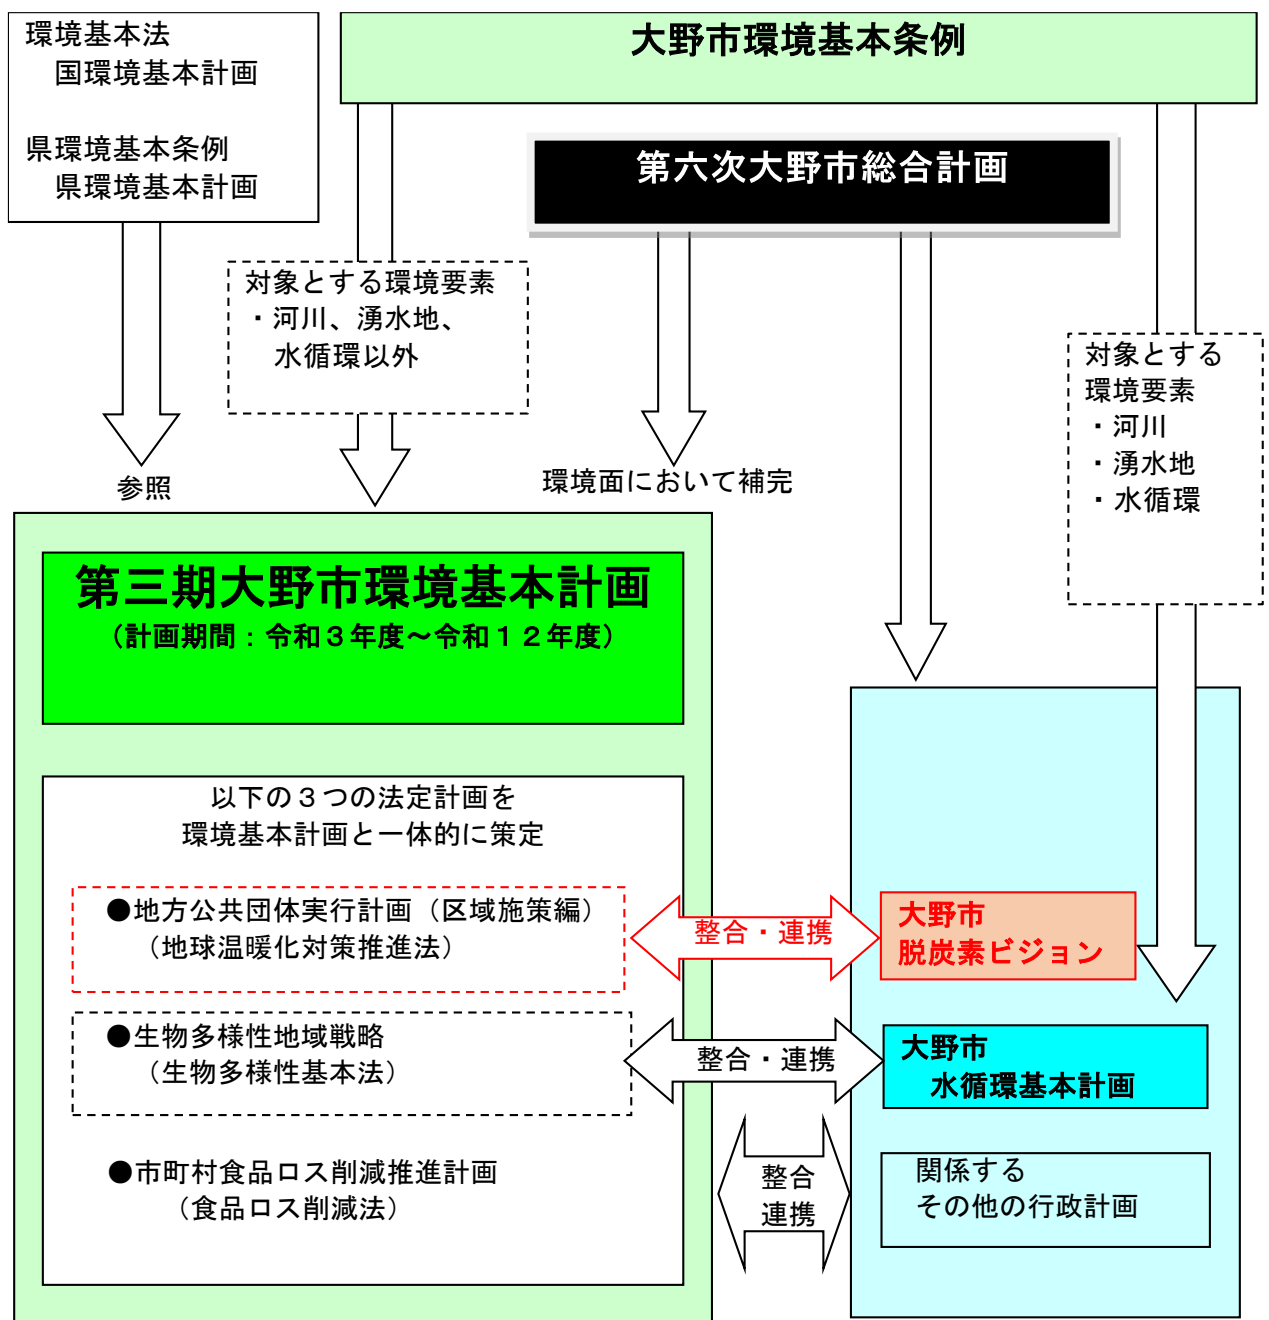 環境基本法
国環境基本計画
県環境基本条例
県環境基本計画
大野市環境基本条例
第六次大野市総合計画
対象とする環境要素
・河川、湧水地、
水循環以外
対象とする
環境要素
・河川
・湧水地
・水循環
参照
環境面において補完
第三期大野市環境基本計画
（計画期間：令和３年度～令和１２年度）
以下の３つの法定計画を
環境基本計画と一体的に策定
●地方公共団体実行計画（区域施策編）
（地球温暖化対策推進法）
整合・連携
大野市
脱炭素ビジョン
●生物多様性地域戦略
（生物多様性基本法）
整合・連携
大野市
水循環基本計画
●市町村食品ロス削減推進計画
（食品ロス削減法）
整合
連携
関係する
その他の行政計画